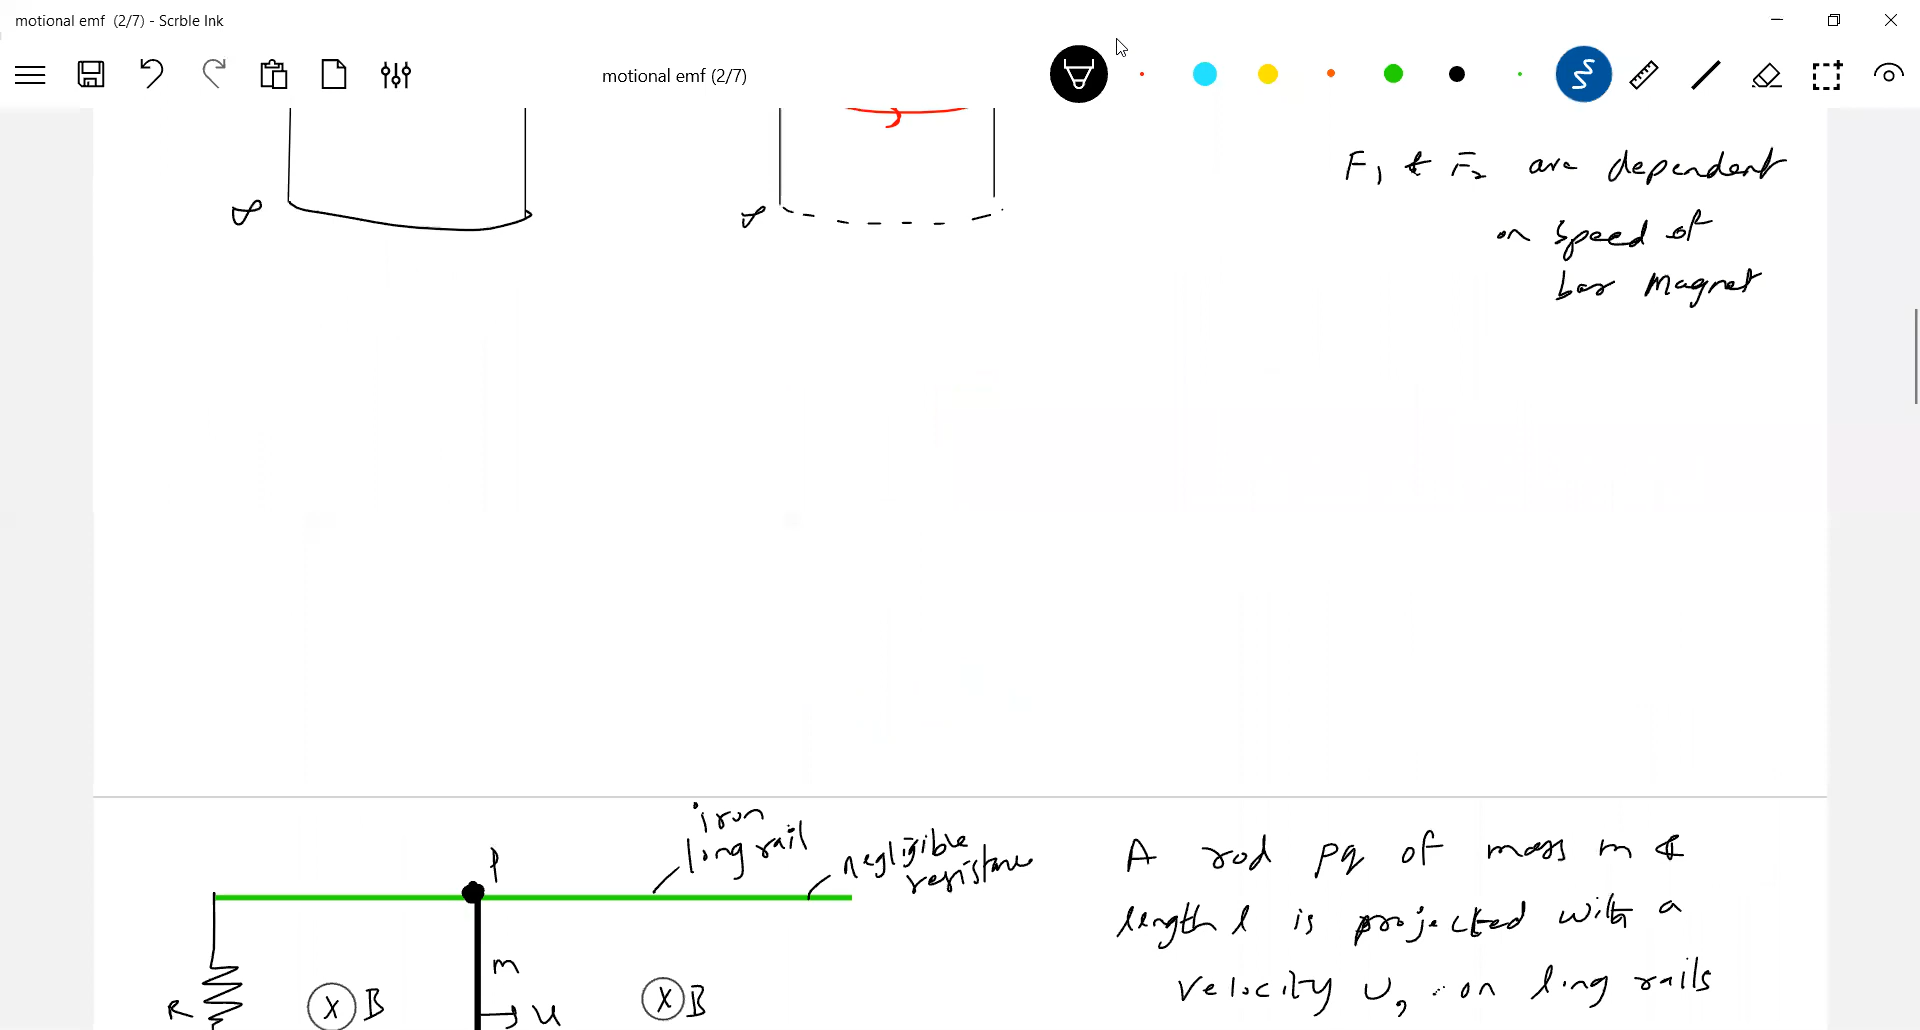 motional emf (2/7) - Scrble Ink
motional emf (2/7)
F1 & F2 are dependent
on speed of
bar magnet
∞
∞
iron
long rail
negligible
resistance
P
m
R
X B
u
X B
A rod pq of mass m &
length l is projected with a
velocity u, on long rails